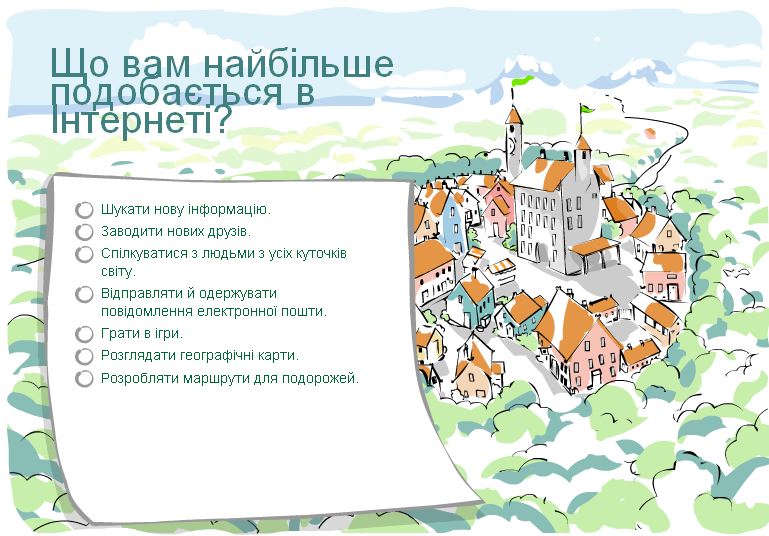 Що вам найбільше
подобається в
Інтернеті?
Шукати нову інформацію.
Заводити нових друзів.
Спілкуватися з людьми з усіх куточків
світу.
Відправляти й одержувати
повідомлення електронної пошти.
Грати в ігри.
Розглядати географічні карти.
Розробляти маршрути для подорожей.